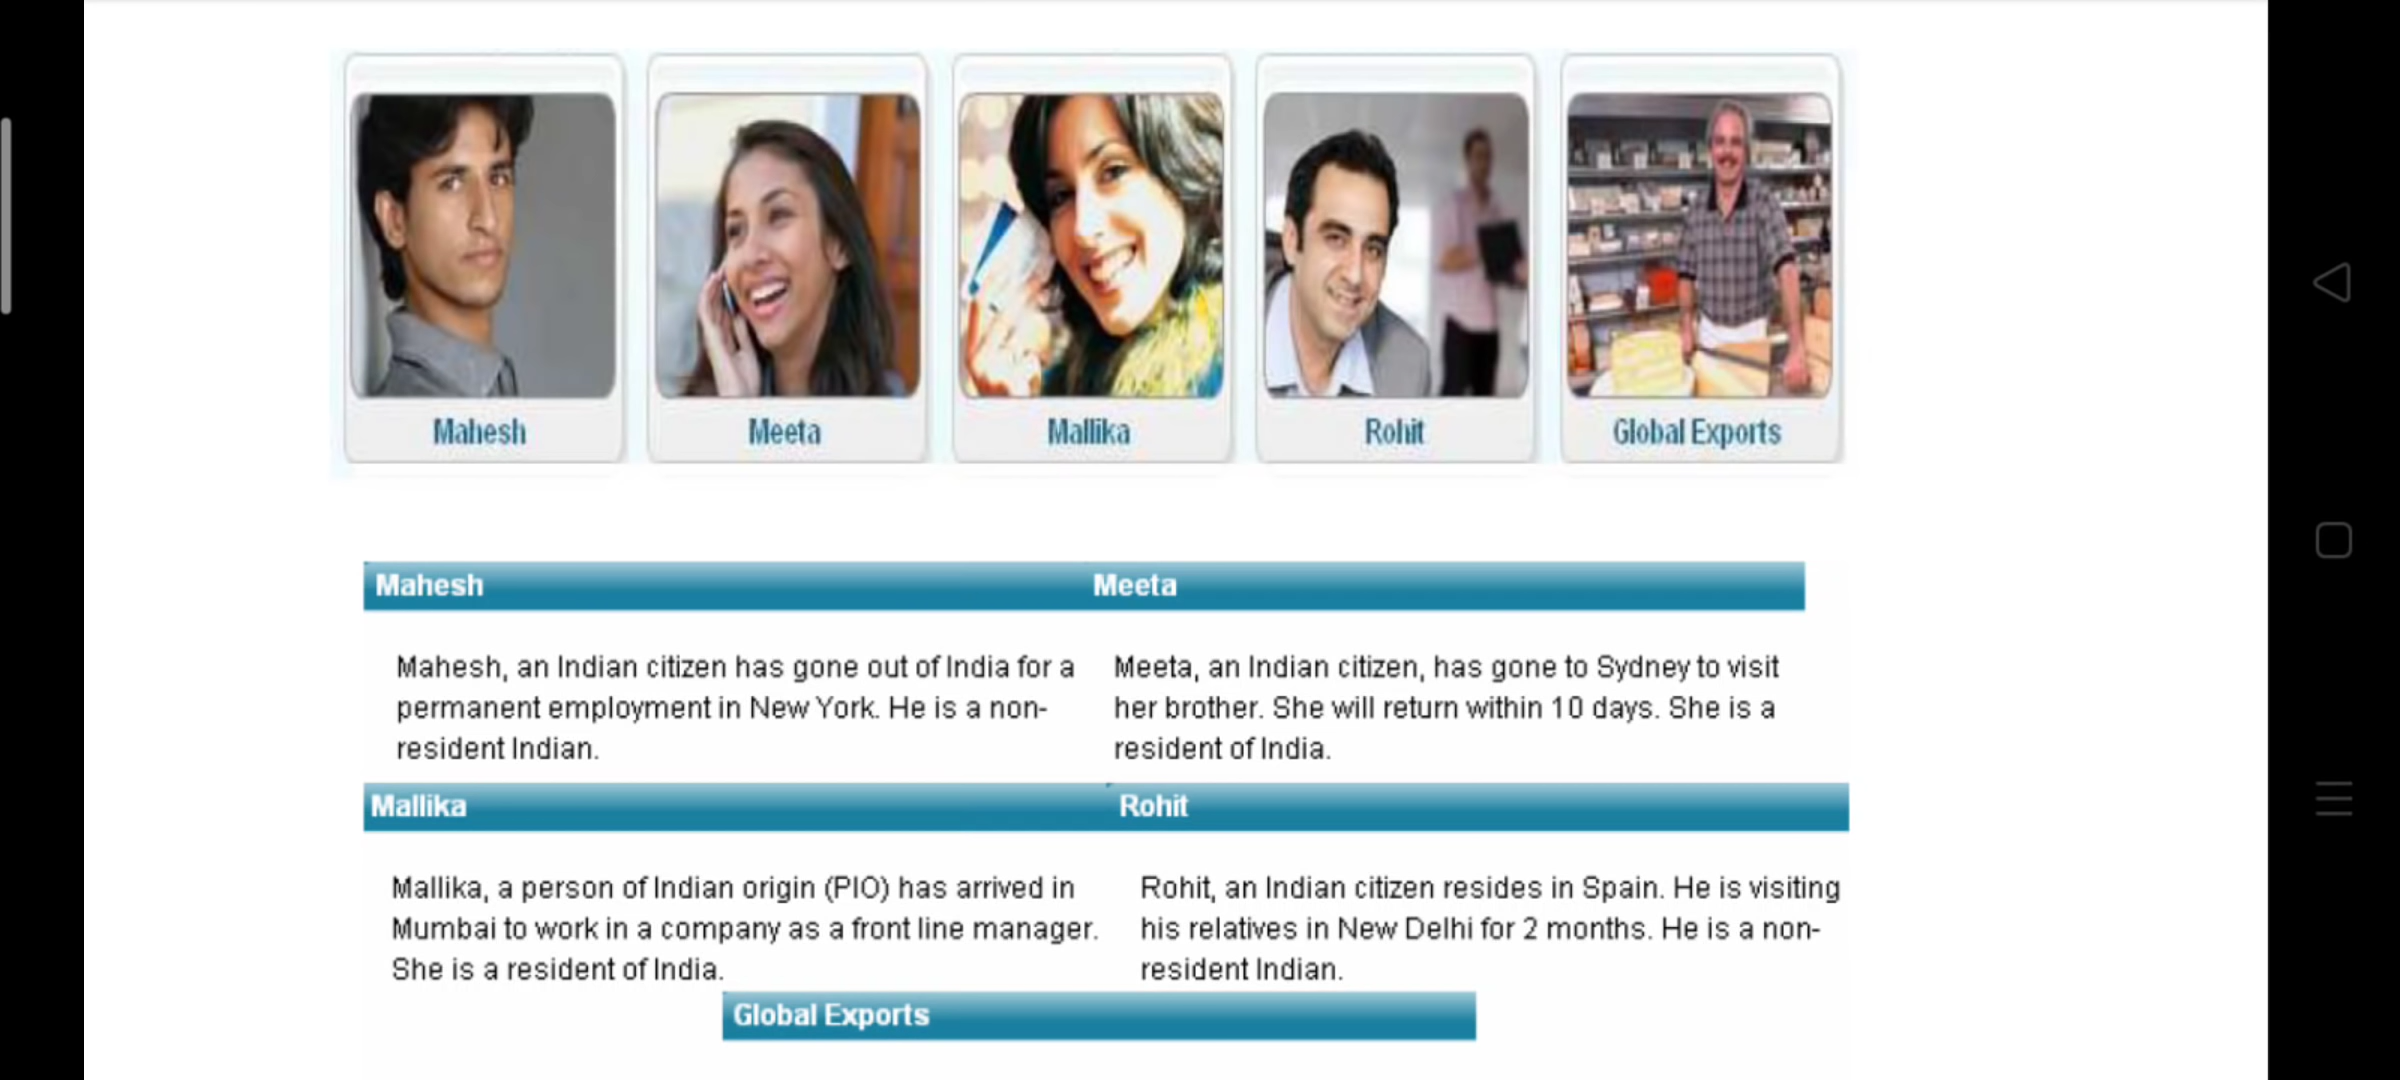 Mahesh
Meeta
Mallika
Rohit
Global Exports
Mahesh
Meeta
Mahesh, an Indian citizen has gone out of India for a
permanent employment in New York. He is a non-
resident Indian.
Meeta, an Indian citizen, has gone to Sydney to visit
her brother. She will return within 10 days. She is a
resident of India.
Mallika
Rohit
Mallika, a person of Indian origin (PIO) has arrived in
Mumbai to work in a company as a front line manager.
She is a resident of India.
Rohit, an Indian citizen resides in Spain. He is visiting
his relatives in New Delhi for 2 months. He is a non-
resident Indian.
Global Exports